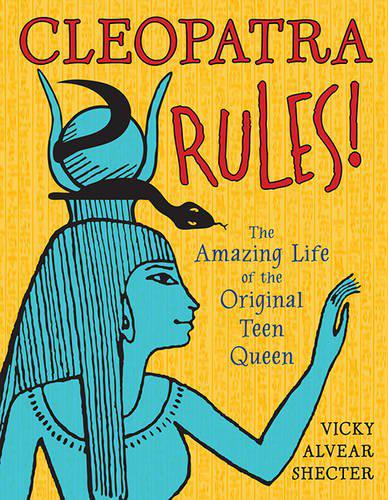 CLEOPATRA
RULES!
The
Amazing Life
of the
Original
Teen
Queen
VICKY
ALVEAR
SHECTER